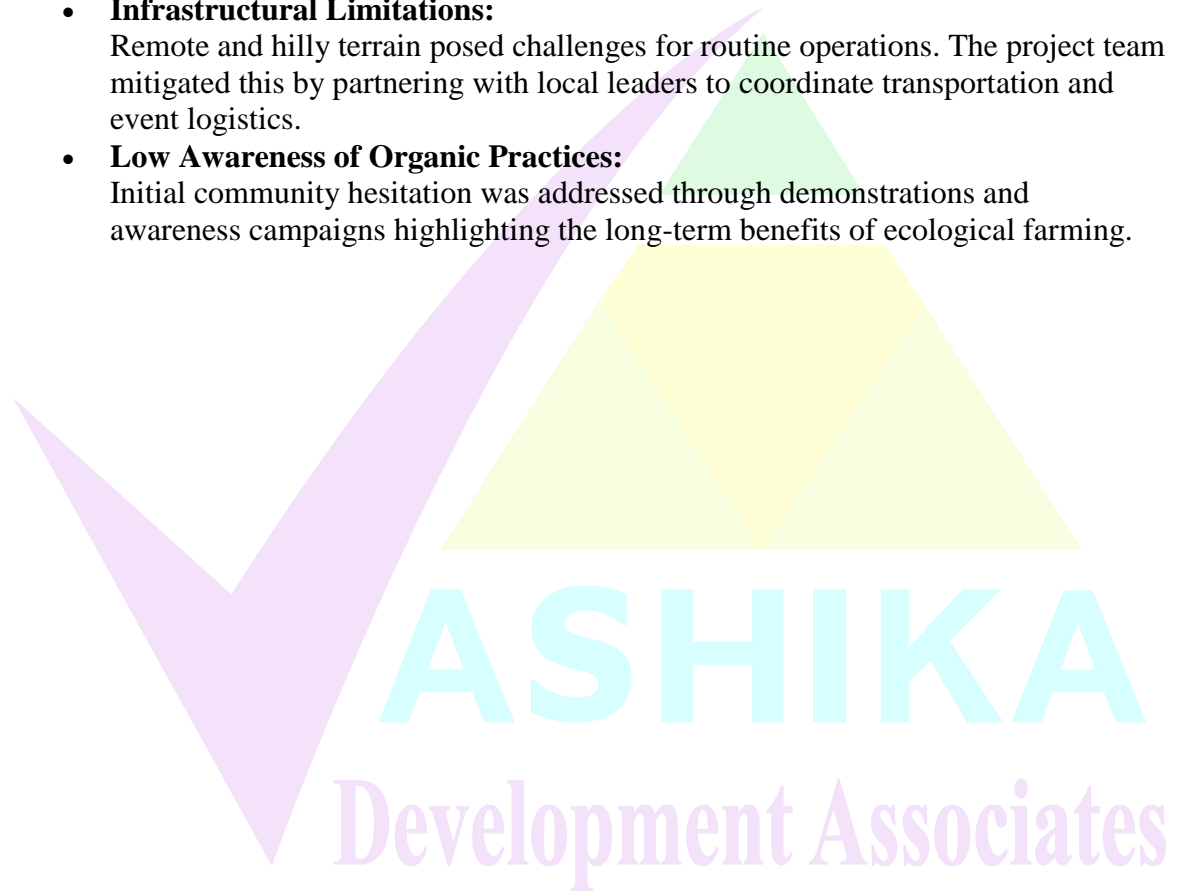 • Infrastructural Limitations:
Remote and hilly terrain posed challenges for routine operations. The project team
mitigated this by partnering with local leaders to coordinate transportation and
event logistics.
• Low Awareness of Organic Practices:
Initial community hesitation was addressed through demonstrations and
awareness campaigns highlighting the long-term benefits of ecological farming.
ASHIKA
Development Associates